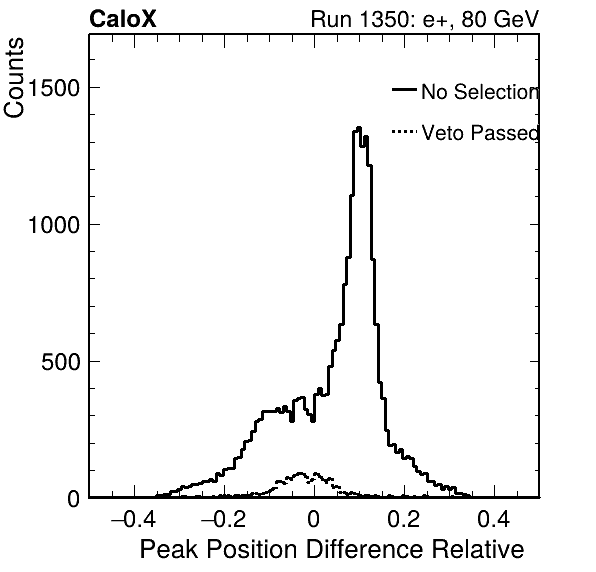 CaloX Run 1350: e+, 80 GeV
Counts
1500
1000
500
0
No Selection
Veto Passed
−0.4 −0.2 0 0.2 0.4
Peak Position Difference Relative